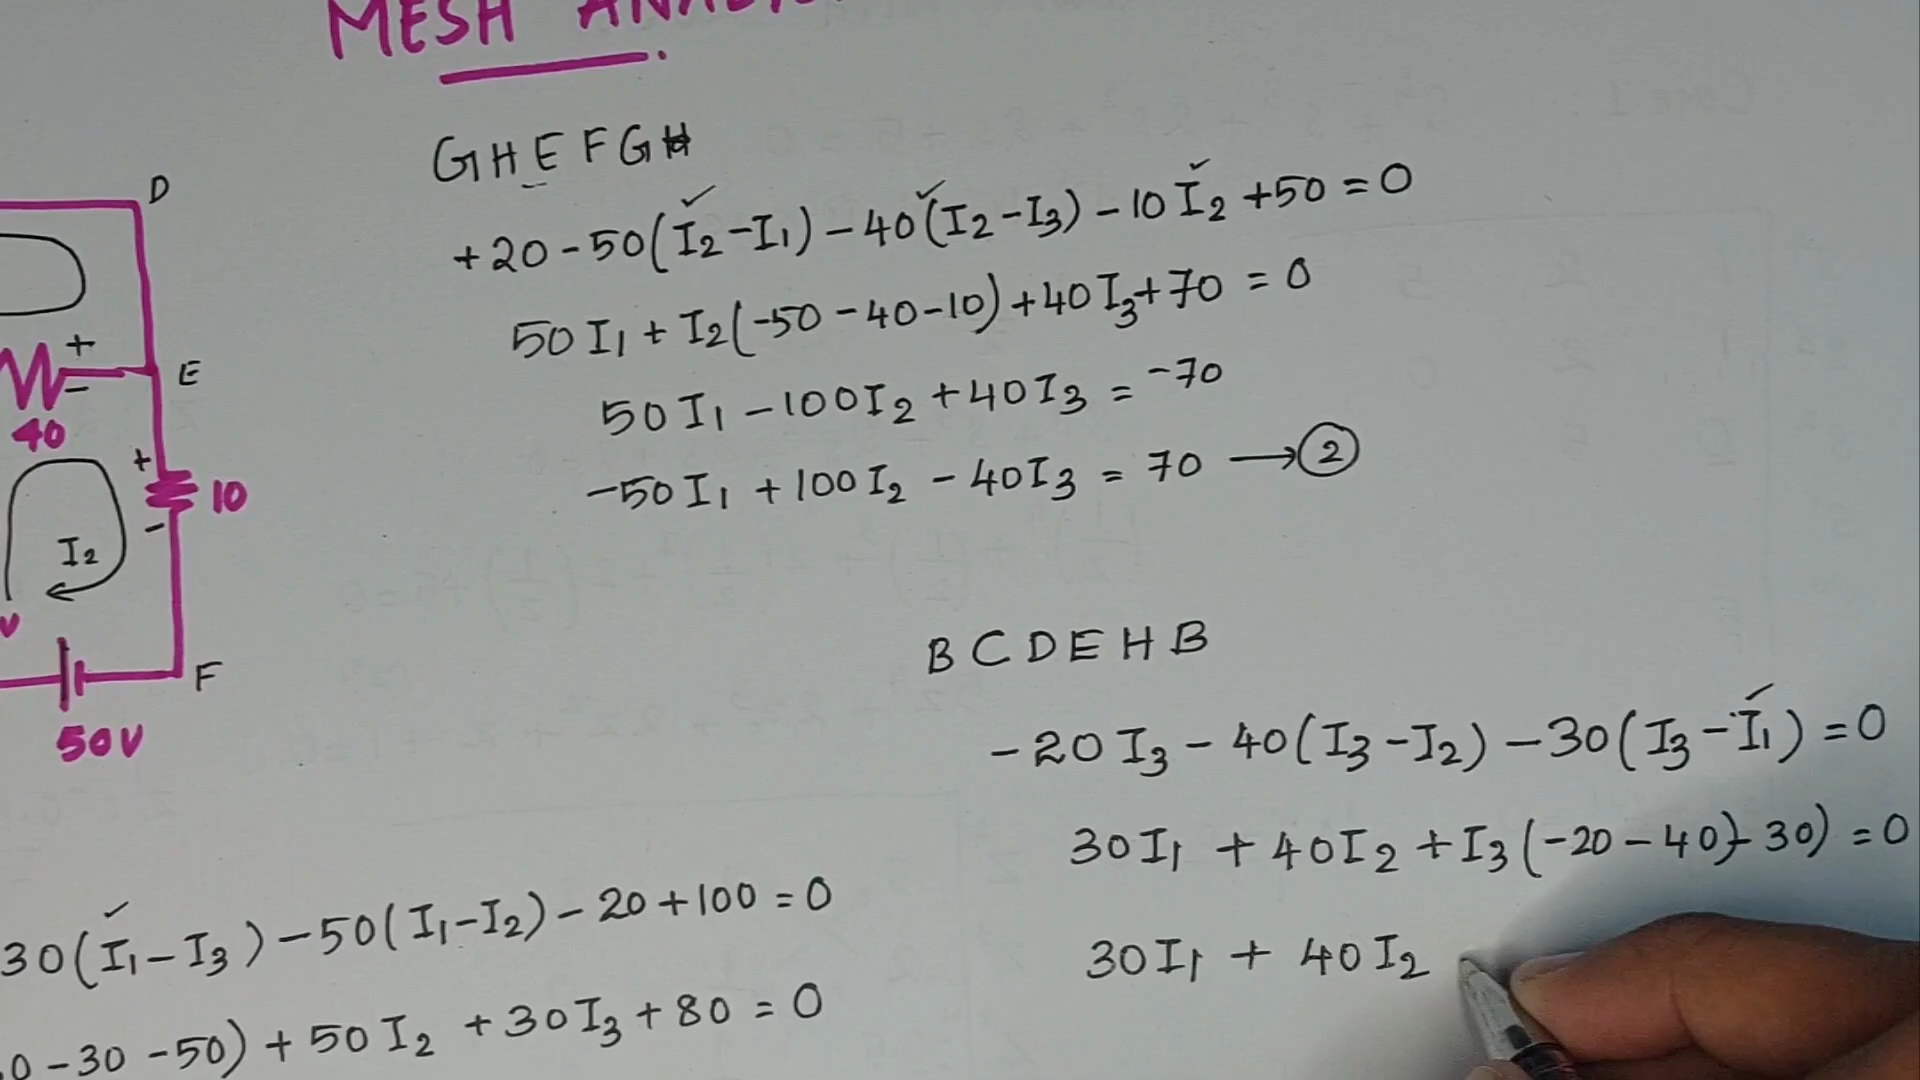 MESH
GHEFGH
+20-50(I2-I1)-40(I2-I3)-10I2+50=0
50I1+I2(-50-40-10)+40I3+70=0
50I1-100I2+40I3=-70
-50I1+100I2-40I3=70→②
D
+
-
E
40
+
10
-
I2
F
50V
BCDEHB
-20I3-40(I3-I2)-30(I3-I1)=0
30I1+40I2+I3(-20-40)-30)=0
30I1+40I2
30(I1-I3)-50(I1-I2)-20+100=0
0-30-50)+50I2+30I3+80=0